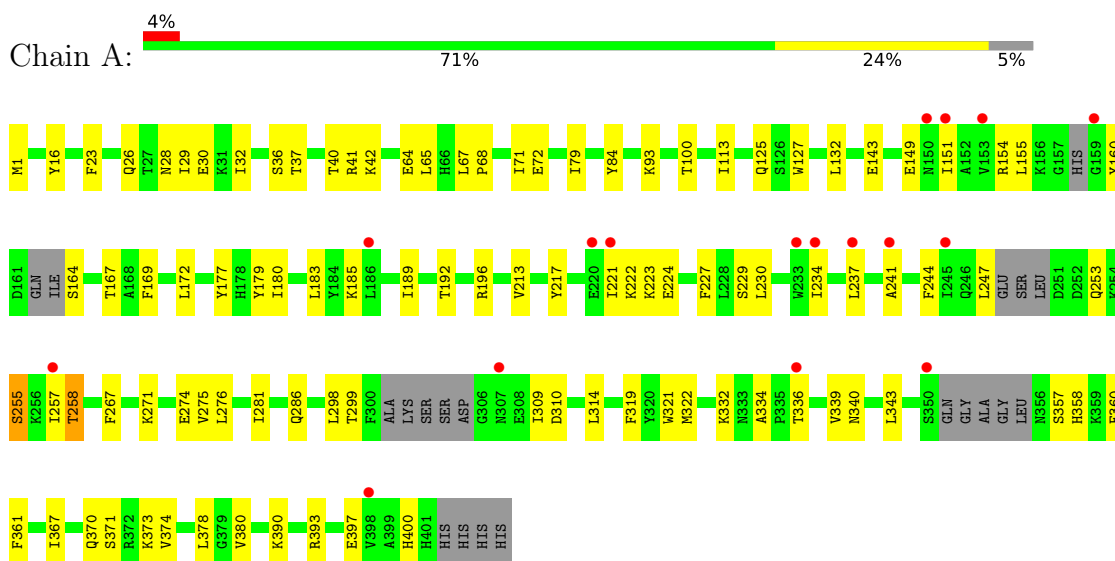 4%
Chain A:
71% 24% 5%
M1 Y16 F23 Q26 T27 N28 I29 E30 K31 I32 S36 T37 T40 R41 K42 E64 L65 H66 L67 P68 I71 E72 I79 Y84 K93 T100 I113 Q125 S126 W127 L132 E143 E149 N150 I151 A152 V153 R154 L155 K156 G157 HIS G159 Y160
D161 GLN ILE S164 T167 A168 F169 L172 Y177 H178 Y179 I180 L183 Y184 K185 L186 I189 T192 R196 V213 Y217 E220 I221 K222 K223 E224 F227 L228 S229 L230 W233 I234 L237 A241 F244 I245 Q246 L247 GLU SER LEU D251 D252 Q253 K254
S255 K256 I257 T258 F267 K271 E274 V275 L276 I281 Q286 L298 T299 F300 ALA LYS SER SER ASP G306 N307 E308 I309 D310 L314 F319 Y320 W321 M322 K332 N333 A334 P335 T336 V339 N340 L343 S350 GLN GLY ALA GLY LEU N356 S357 H358 K359 E360
F361 I367 Q370 S371 R372 K373 V374 L378 G379 V380 K390 R393 E397 V398 A399 H400 H401 HIS HIS HIS HIS